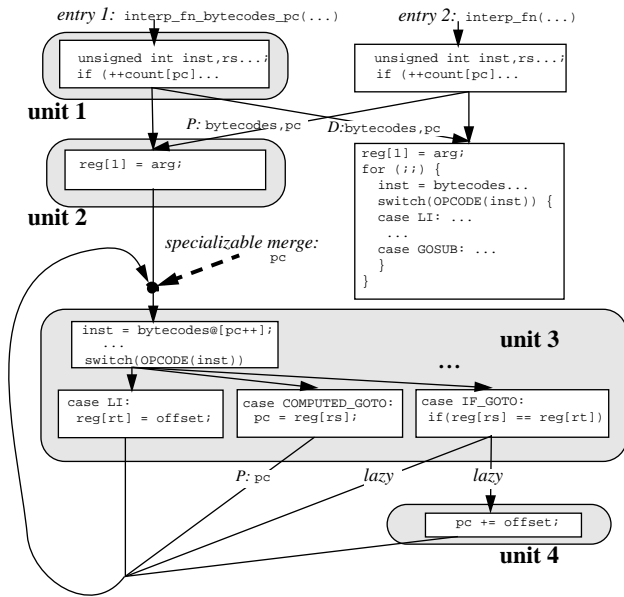 entry 1: interp_fn_bytecodes_pc(...)
entry 2: interp_fn(...)
unsigned int inst,rs...;
if (++count[pc]...
unsigned int inst,rs...;
if (++count[pc]...
unit 1
P: bytecodes,pc
D:bytecodes,pc
reg[1] = arg;
unit 2
reg[1] = arg;
for (;;) {
inst = bytecodes...
switch(OPCODE(inst)) {
case LI: ...
...
case GOSUB: ...
}
}
specializable merge:
pc
inst = bytecodes@[pc++];
...
switch(OPCODE(inst))
unit 3
...
case LI:
reg[rt] = offset;
case COMPUTED_GOTO:
pc = reg[rs];
case IF_GOTO:
if(reg[rs] == reg[rt])
P: pc
lazy
lazy
pc += offset;
unit 4